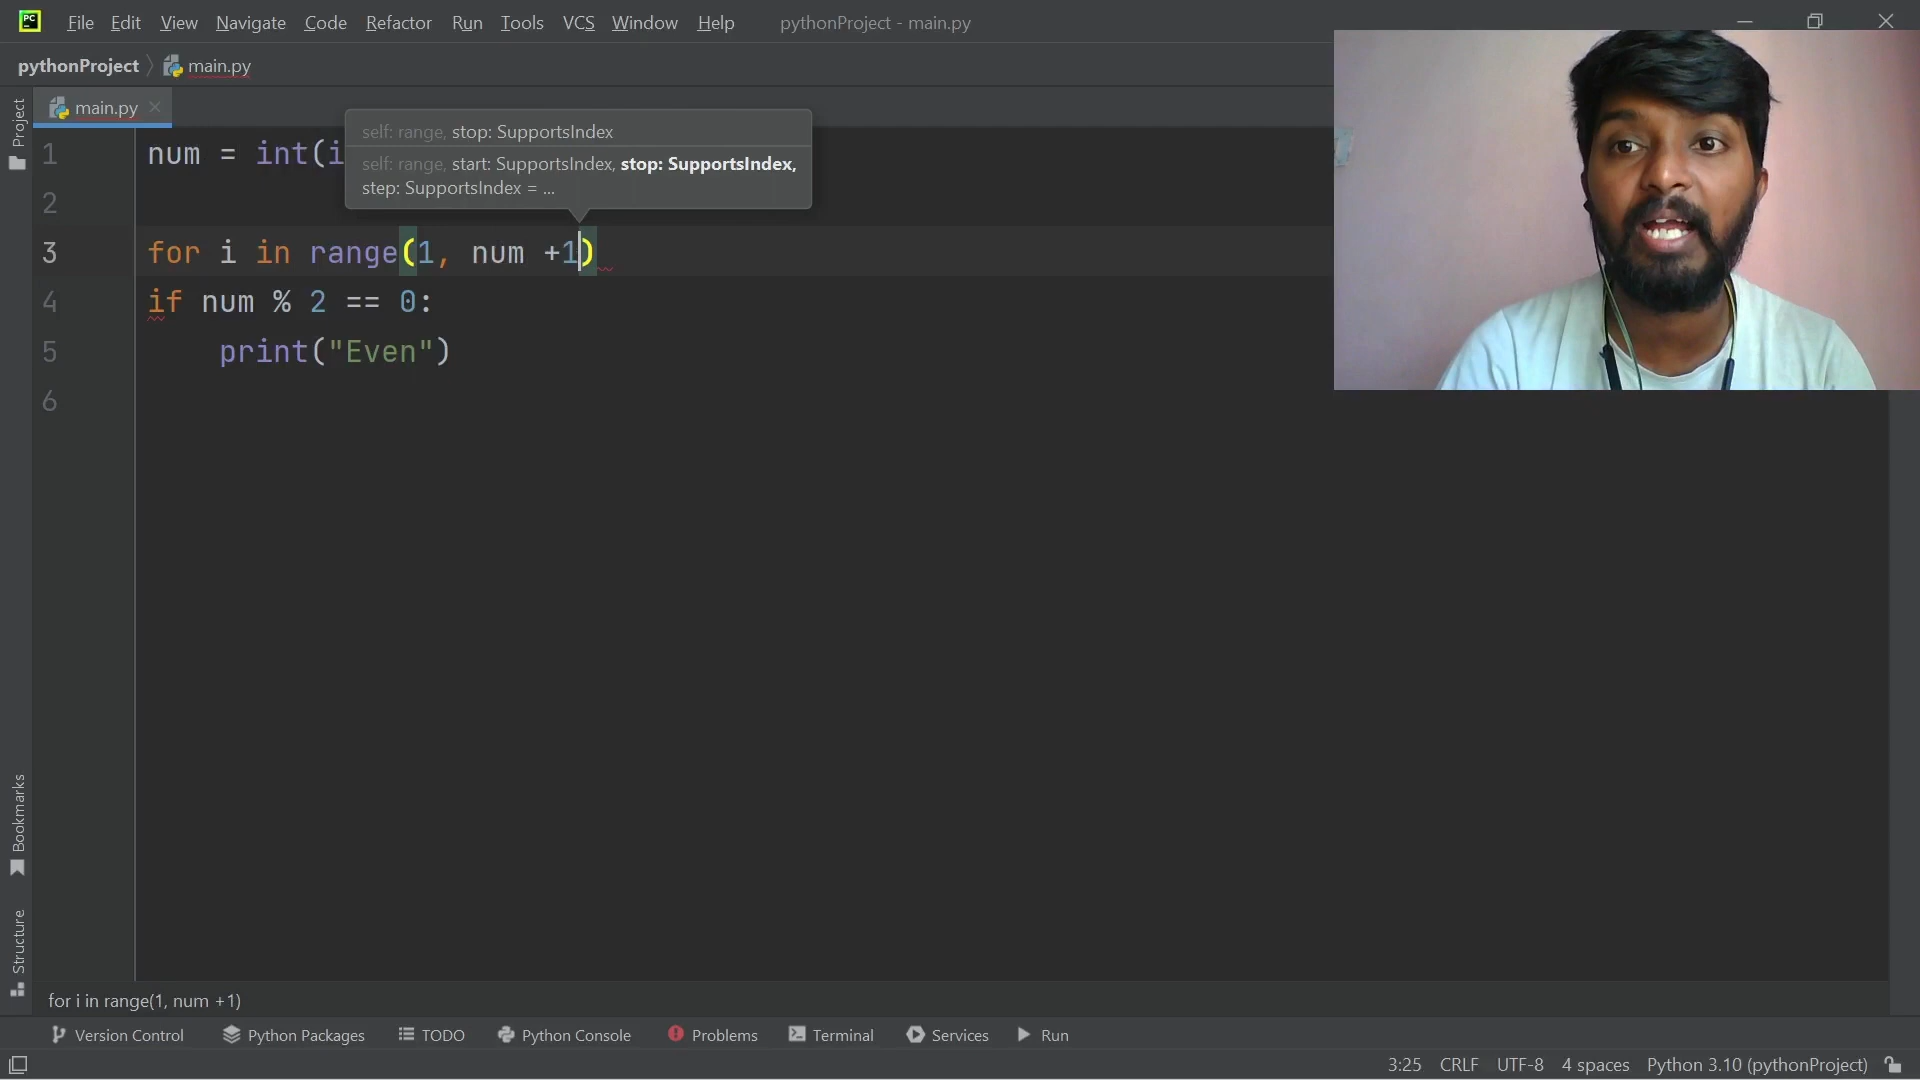 PC File Edit View Navigate Code Refactor Run Tools VCS Window Help pythonProject - main.py
pythonProject main.py
Project
main.py
self: range, stop: SupportsIndex
self: range, start: SupportsIndex, stop: SupportsIndex,
step: SupportsIndex = ...
1 num = int(i
2
3 for i in range(1, num +1)
4 if num % 2 == 0:
5 print("Even")
6
Bookmarks
Structure
for i in range(1, num +1)
Version Control Python Packages TODO Python Console Problems Terminal Services Run
3:25 CRLF UTF-8 4 spaces Python 3.10 (pythonProject)